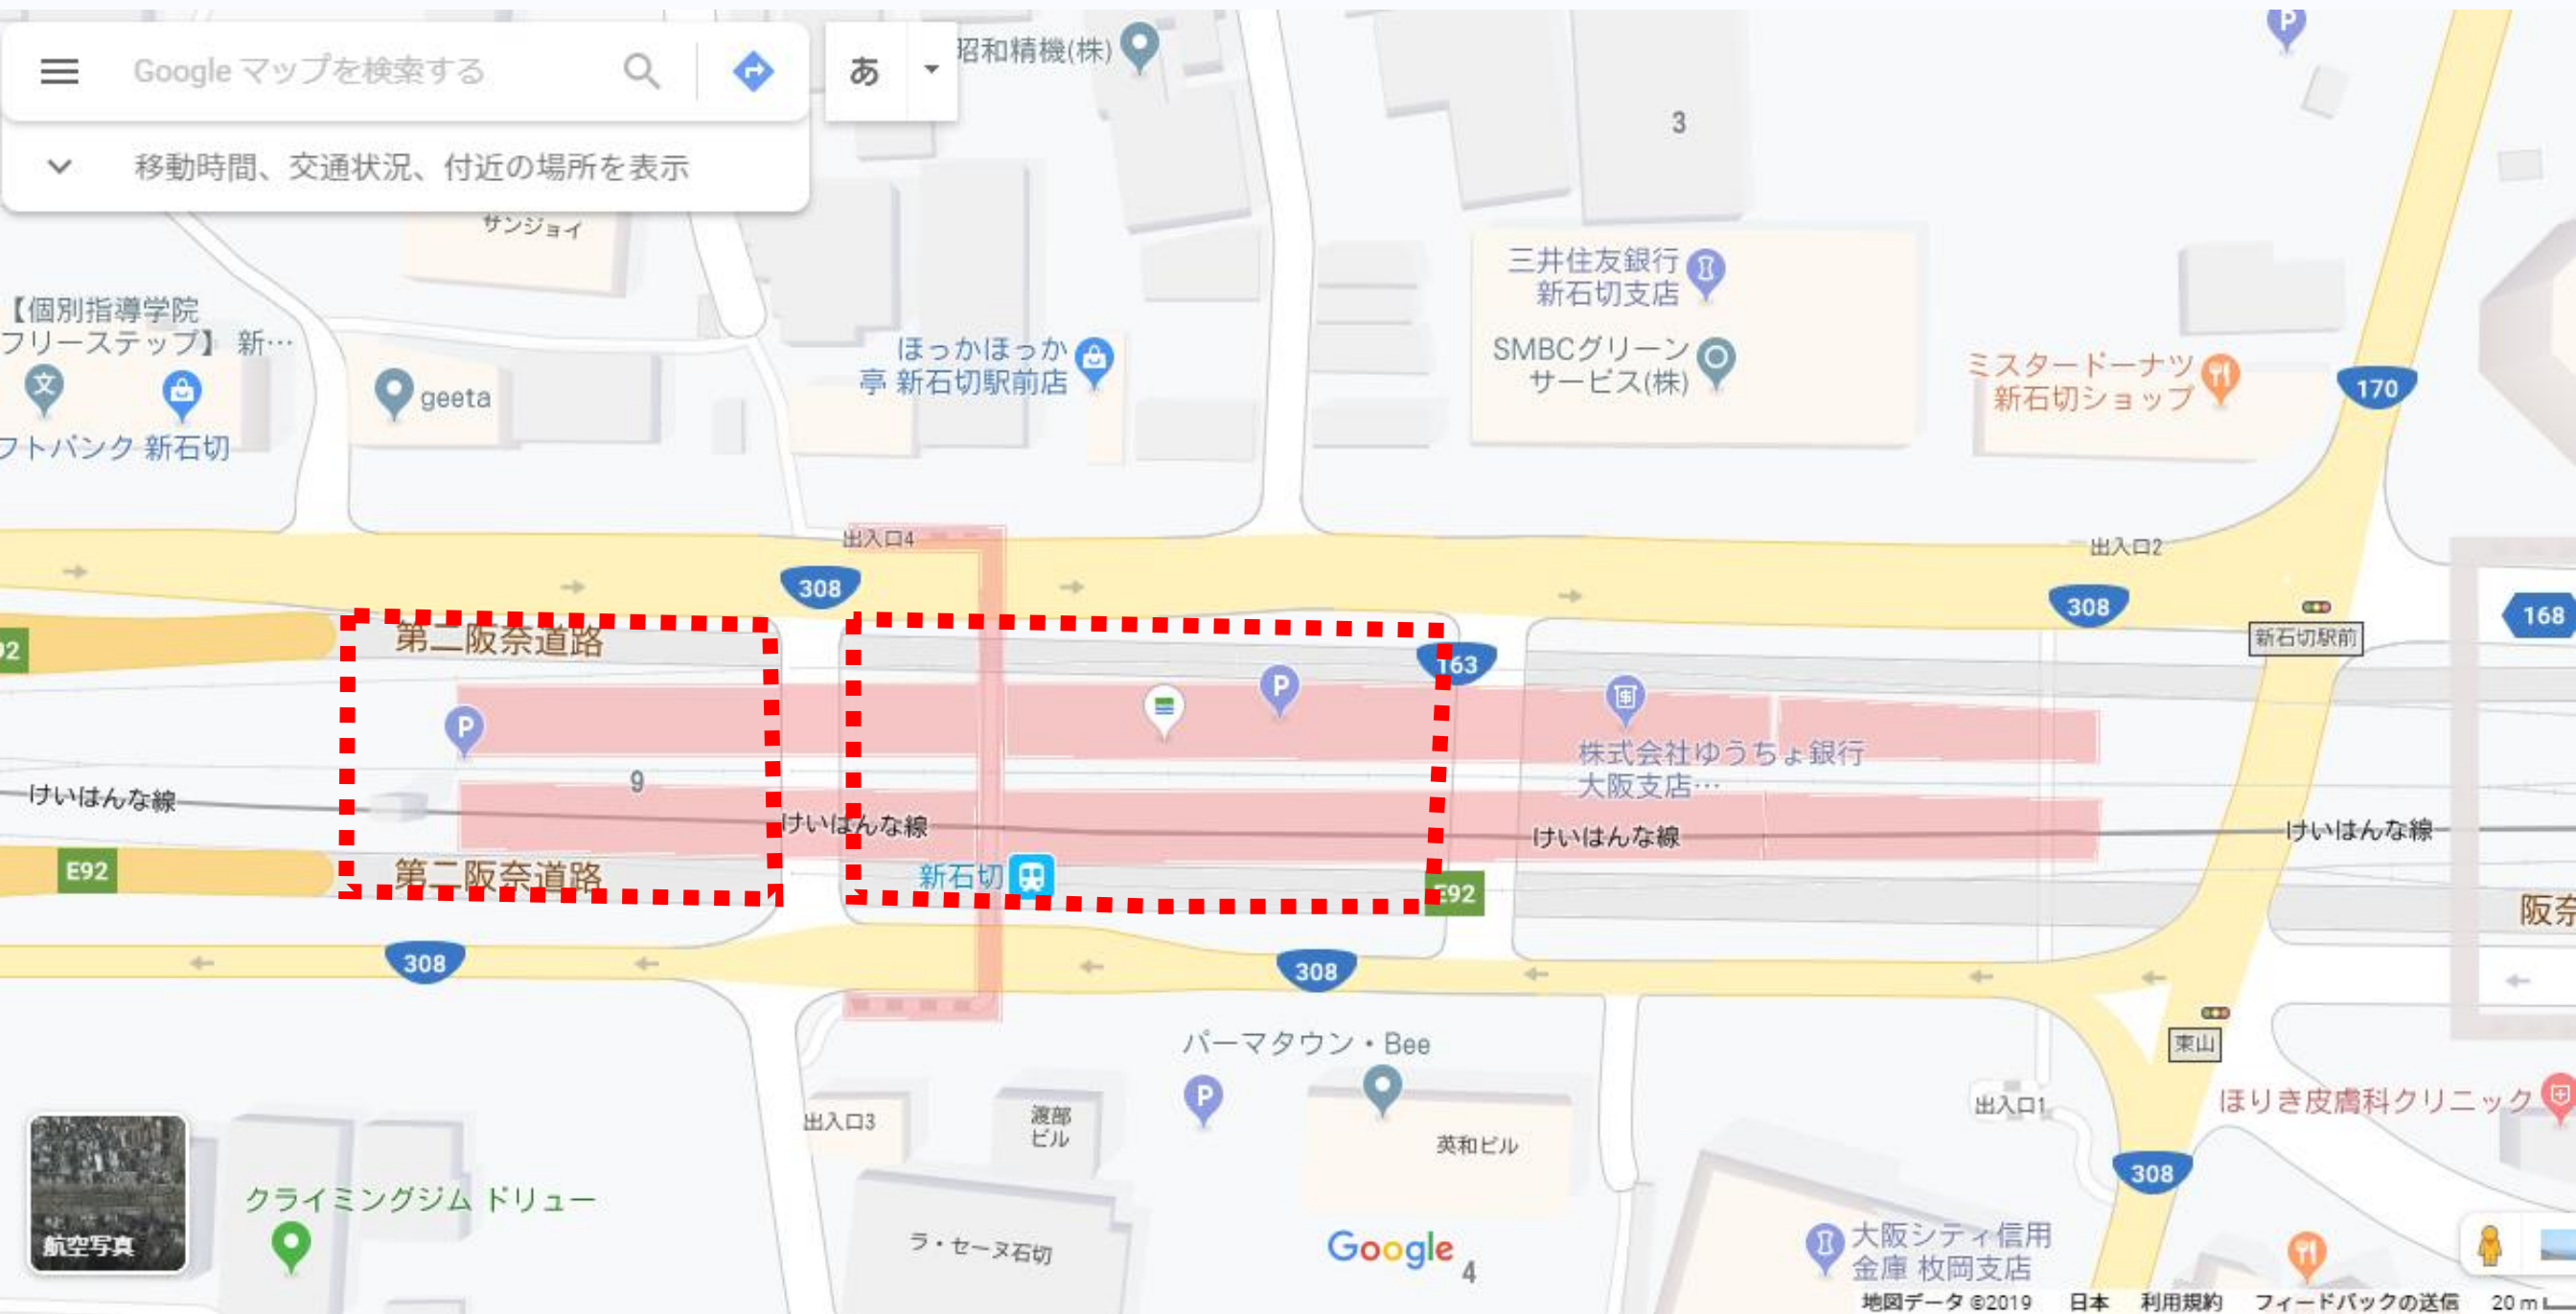 Google マップを検索する
あ
昭和精機(株)
P
移動時間、交通状況、付近の場所を表示
3
サンジョイ
三井住友銀行
新石切支店
【個別指導学院
フリーステップ】 新…
文
geeta
ほっかほっか
亭 新石切駅前店
SMBCグリーン
サービス(株)
ミスタードーナツ
新石切ショップ
170
フトバンク 新石切
出入口4
出入口2
308
308
168
第二阪奈道路
新石切駅前
92
163
P
P
株式会社ゆうちょ銀行
大阪支店…
9
けいはんな線
けいはんな線
けいはんな線
けいはんな線
E92
第二阪奈道路
新石切
E92
阪奈
308
308
パーマタウン・Bee
東山
P
出入口1
ほりき皮膚科クリニック
出入口3
渡部
ビル
英和ビル
308
クライミングジム ドリュー
航空写真
ラ・セーヌ石切
Google
4
大阪シティ信用
金庫 枚岡支店
地図データ ©2019 日本 利用規約 フィードバックの送信 20 m